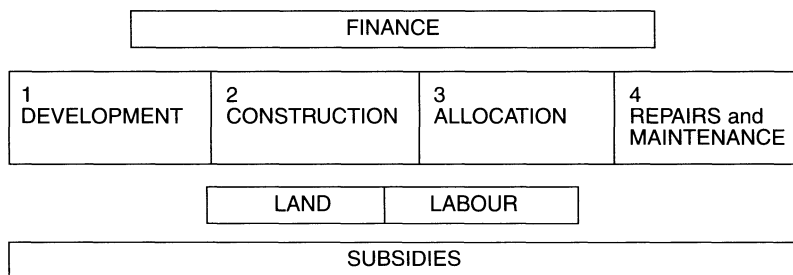 FINANCE
1
DEVELOPMENT
2
CONSTRUCTION
3
ALLOCATION
4
REPAIRS and
MAINTENANCE
LAND
LABOUR
SUBSIDIES